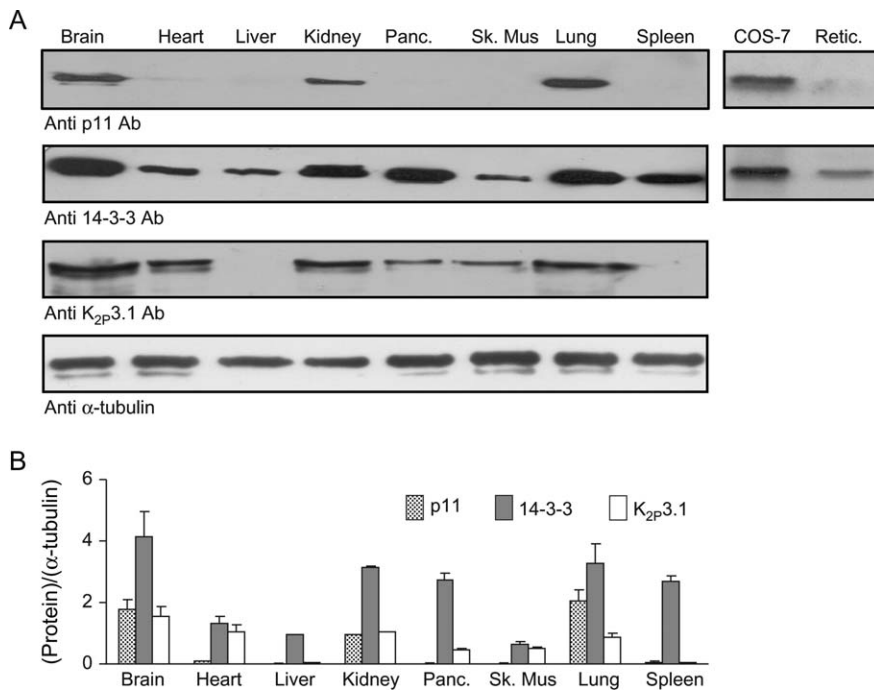 A
Brain Heart Liver Kidney Panc. Sk. Mus Lung Spleen COS-7 Retic.
Anti p11 Ab
Anti 14-3-3 Ab
Anti K2P3.1 Ab
Anti α-tubulin
B
(Protein)/(α-tubulin)
6
p11 14-3-3 K2P3.1
4
2
0
Brain Heart Liver Kidney Panc. Sk. Mus Lung Spleen